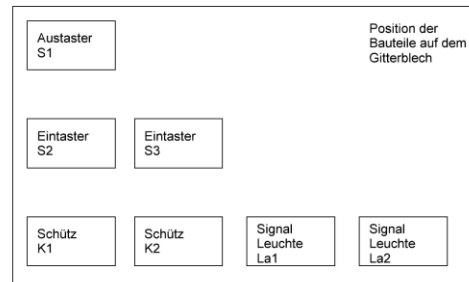 Austaster
S1
Position der
Bauteile auf dem
Gitterblech
Eintaster
S2
Eintaster
S3
Schütz
K1
Schütz
K2
Signal
Leuchte
La1
Signal
Leuchte
La2